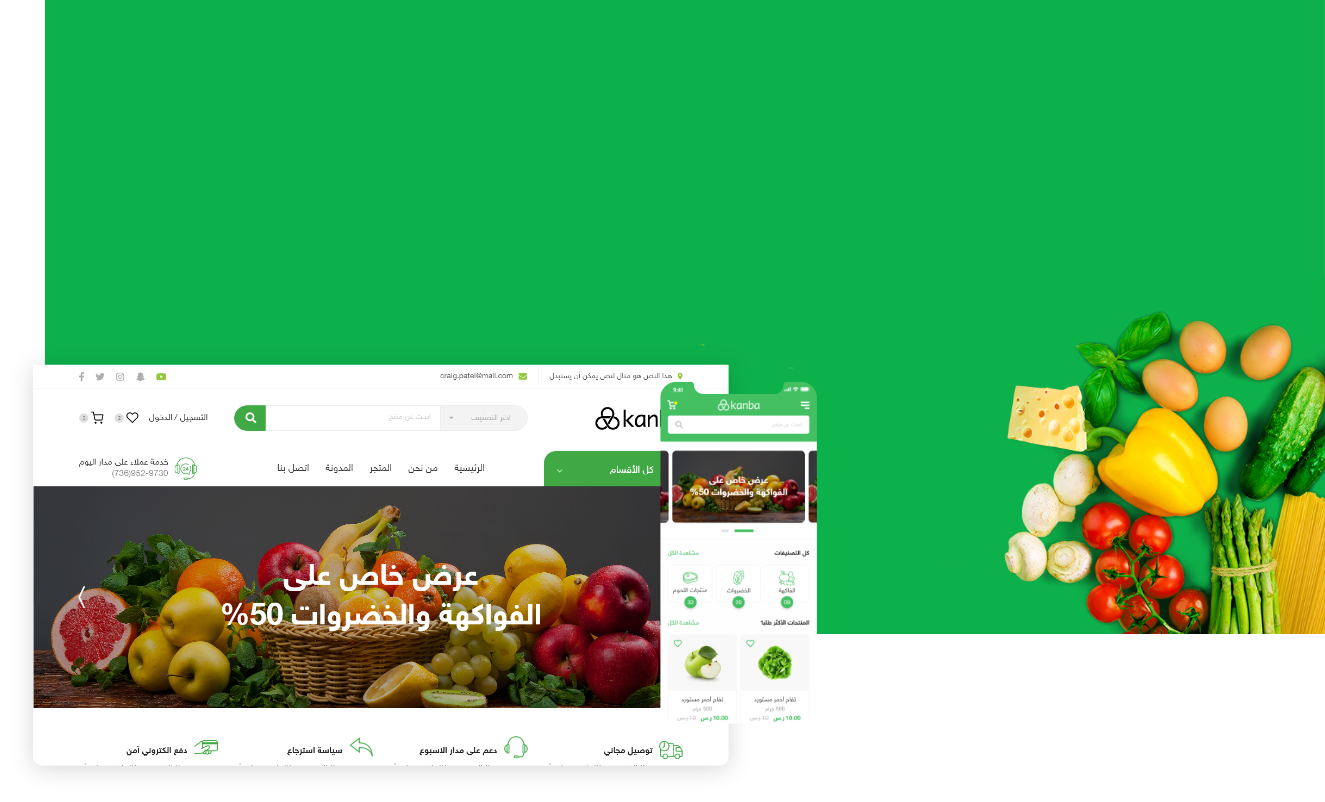 هذا النص هو مثال لنص يمكن أن يستبدل
craig.patel@mail.com
kanba
اختر التصنيف
ابحث عن منتج
التسجيل / الدخول
2
كل الأقسام
الرئيسية
من نحن
المتجر
المدونة
اتصل بنا
24
خدمة عملاء على مدار اليوم
(736)952-9730
عرض خاص على
الفواكهة والخضروات 50%
توصيل مجاني
دعم على مدار الاسبوع
سياسة استرجاع
دفع الكتروني أمن
9:41
kanba
ابحث عن منتج
عرض خاص على
الفواكهة والخضروات 50%
كل التصنيفات
مشاهدة الكل
الفاكهة
الخضروات
منتجات اللحوم
المنتجات الأكثر طلبا؟
مشاهدة الكل
تفاح أحمر مستورد
500 جرام
10.00 ر.س
تفاح أحمر مستورد
500 جرام
10.00 ر.س